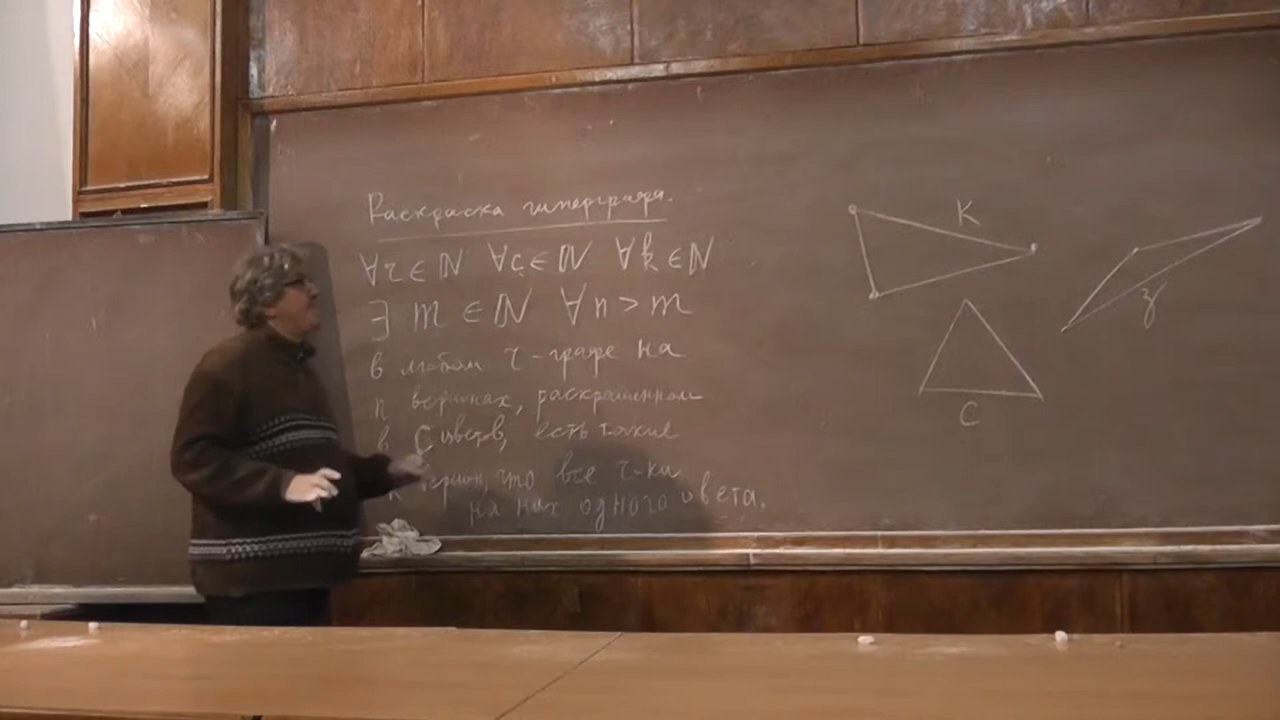 Раскраска гиперграфа.
∀r∈ℕ ∀c∈ℕ ∀k∈ℕ
∃ m ∈ ℕ ∀n > m
в любом r-графе на
n вершинах, раскрашенном
в C цветов, есть такие
к вершин, что все r-ки
на них одного цвета.
К
З
С